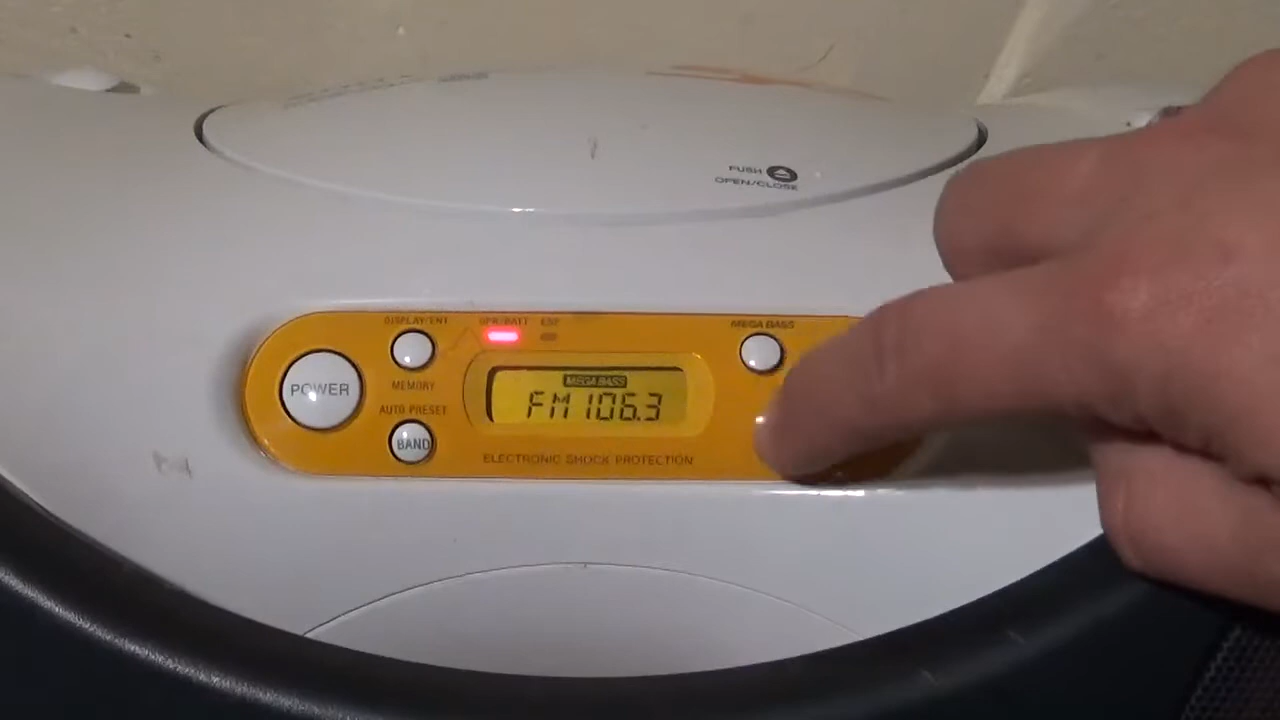 PUSH
OPEN/CLOSE
DISPLAY/ENT
OPR/BATT
ESP
MEGA BASS
POWER
MEMORY
AUTO PRESET
BAND
MEGA BASS
FM 106.3
ELECTRONIC SHOCK PROTECTION